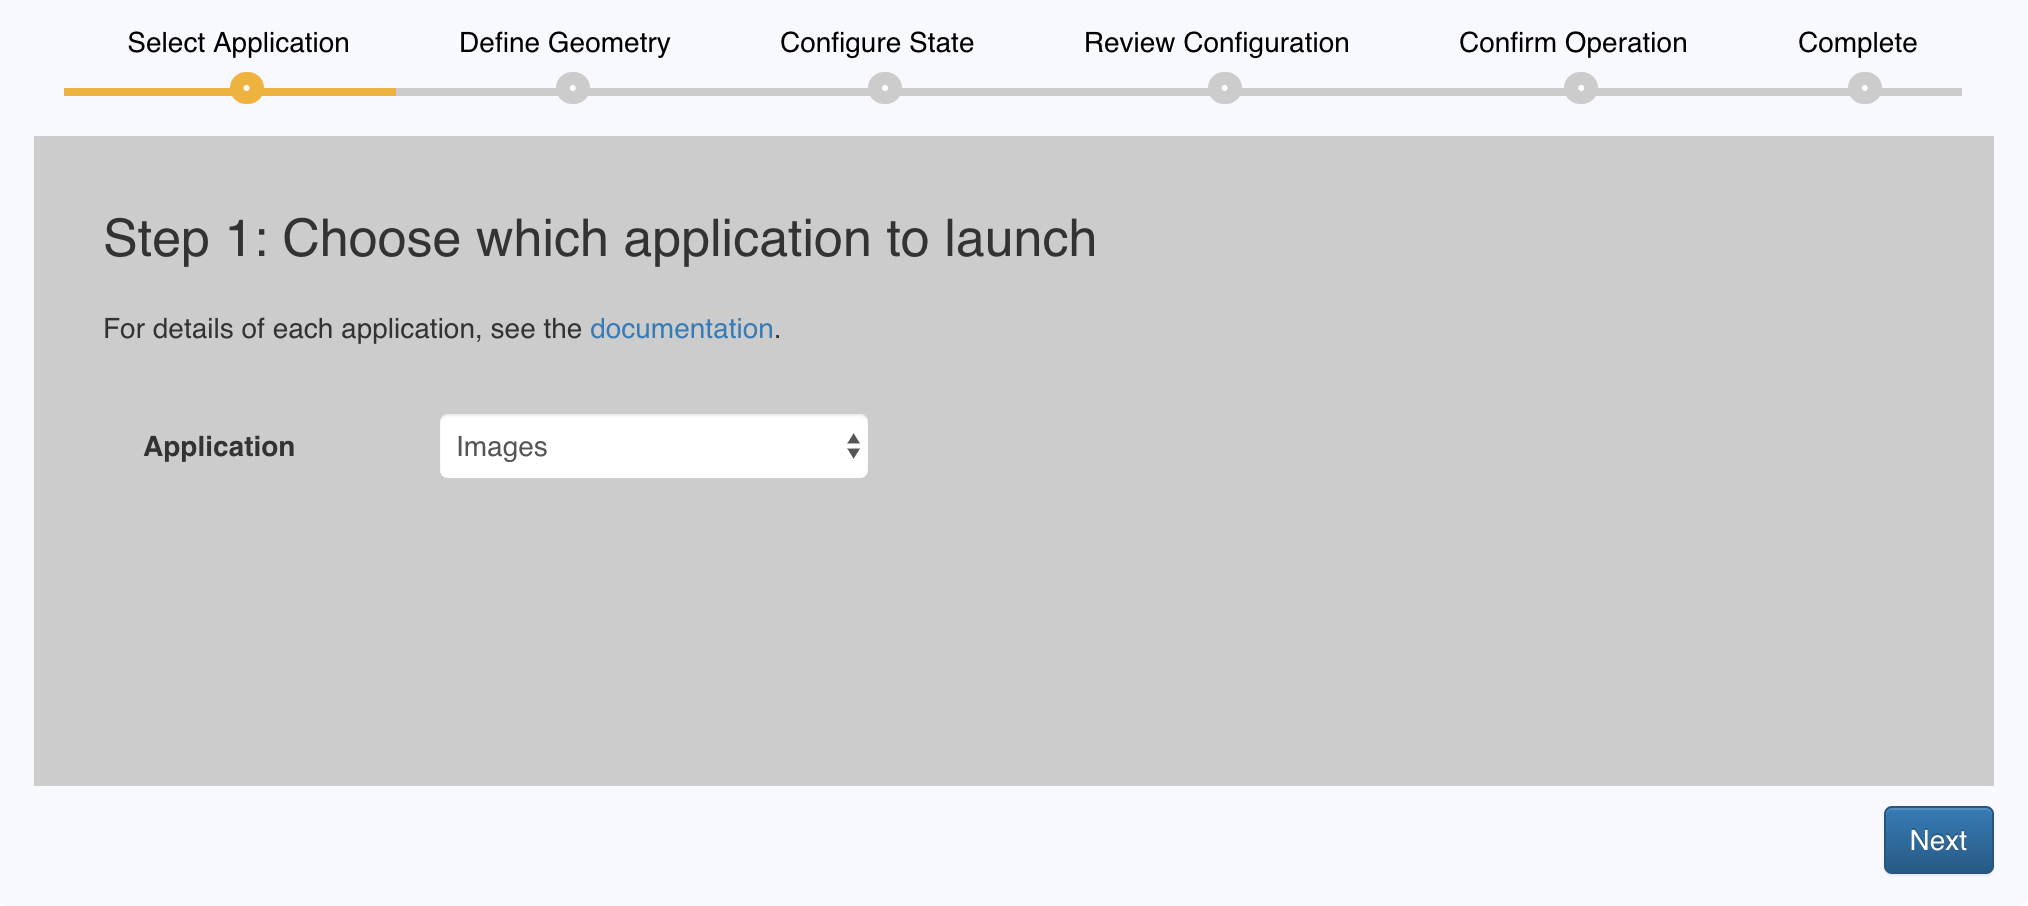 Select Application Define Geometry Configure State Review Configuration Confirm Operation Complete
Step 1: Choose which application to launch
For details of each application, see the documentation.
Application Images
Next